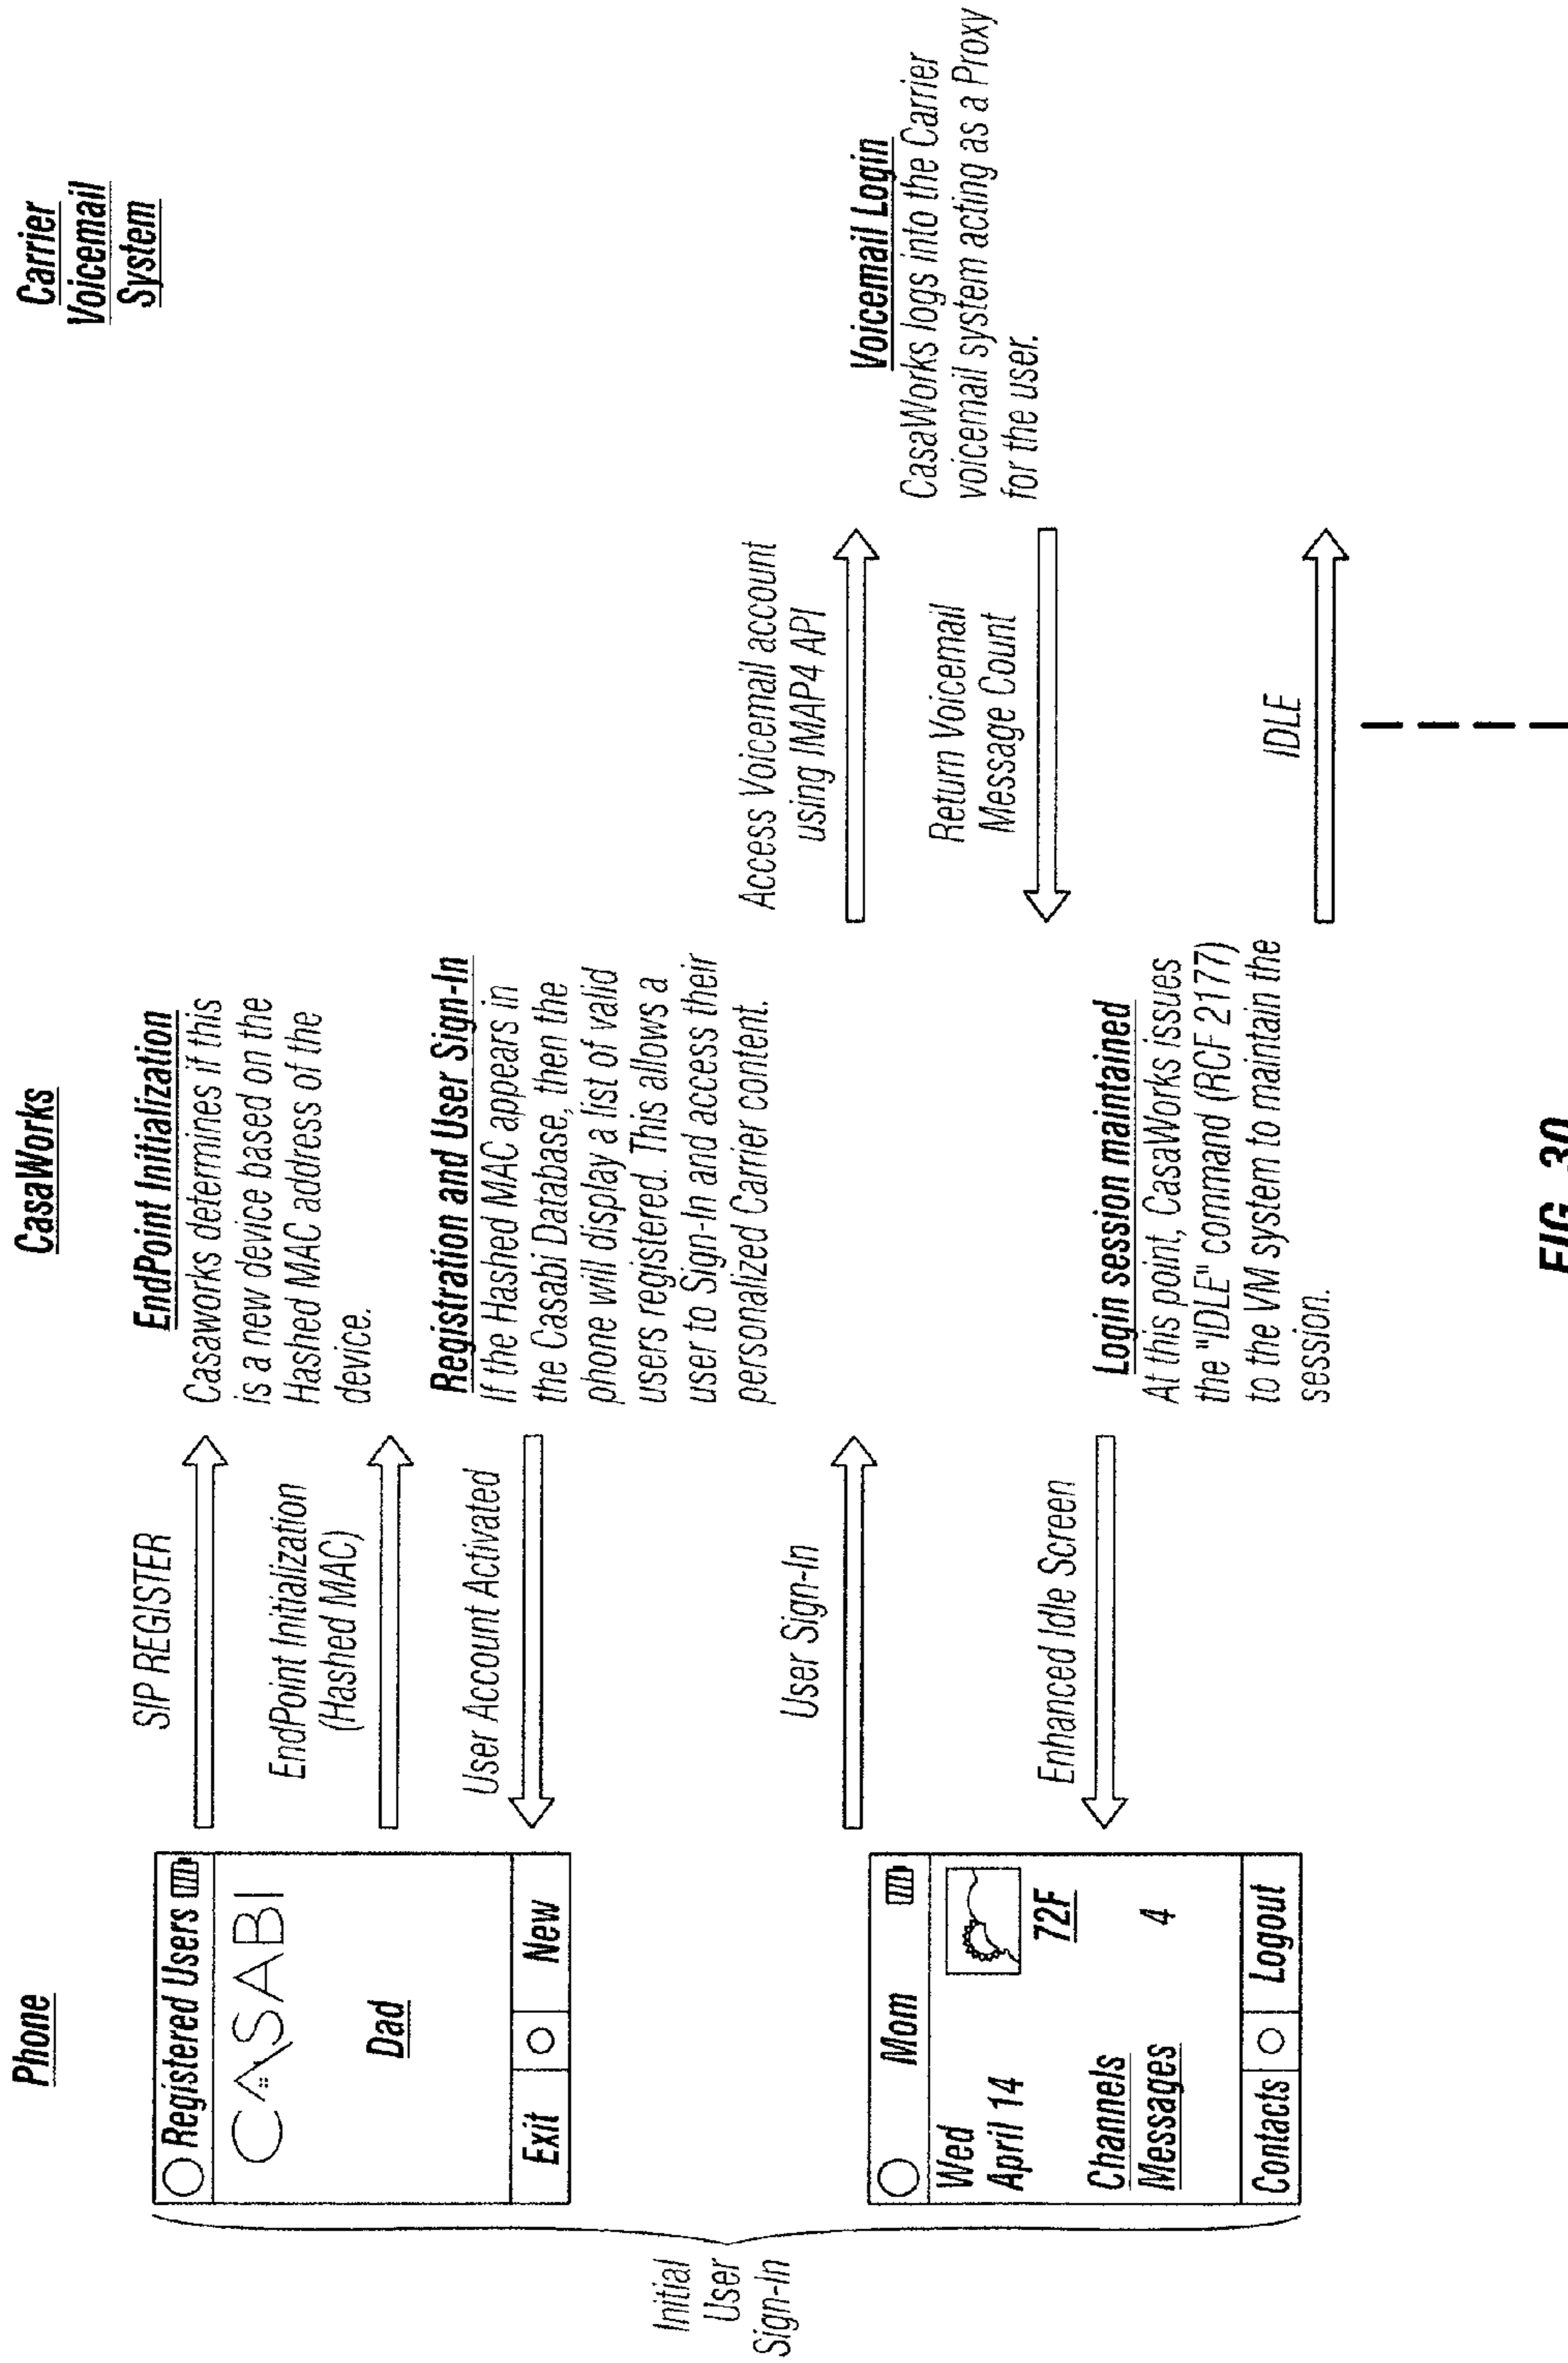 Phone
CasaWorks
Carrier
Voicemail
System
Initial
User
Sign-In
Registered Users
CASABI
Dad
Exit
New
SIP REGISTER
EndPoint Initialization
(Hashed MAC)
User Account Activated
EndPoint Initialization
Casaworks determines if this
is a new device based on the
Hashed MAC address of the
device.
Registration and User Sign-In
If the Hashed MAC appears in
the Casabi Database, then the
phone will display a list of valid
users registered. This allows a
user to Sign-In and access their
personalized Carrier content.
User Sign-In
Access Voicemail account
using IMAP4 API
Voicemail Login
CasaWorks logs into the Carrier
voicemail system acting as a Proxy
for the user.
Return Voicemail
Message Count
Mom
Wed
April 14
72F
Channels
Messages 4
Contacts
Logout
Enhanced Idle Screen
Login session maintained
At this point, CasaWorks issues
the "IDLE" command (RCF 2177)
to the VM system to maintain the
session.
IDLE
FIG. 30